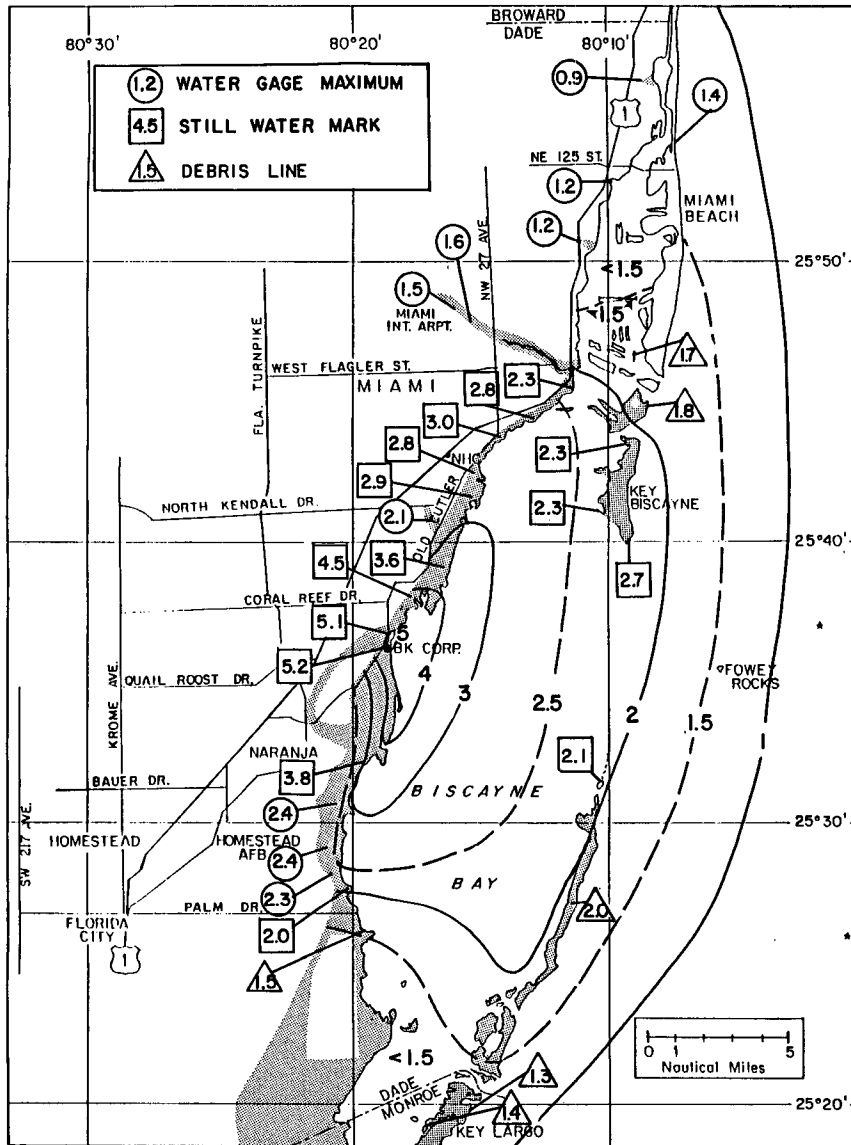 BROWARD
DADE
80°30'
80°20'
80°10'
1.2 WATER GAGE MAXIMUM
4.5 STILL WATER MARK
1.5 DEBRIS LINE
0.9
1.4
1
NE 125 ST.
1.2
MIAMI
BEACH
1.2
1.6
NW 27 AVE.
25°50'
<1.5
1.5
MIAMI
INT. ARPT.
<1.5
FLA. TURNPIKE
WEST FLAGLER ST.
1.7
MIAMI
2.3
2.8
1.8
3.0
2.8
NHC
2.3
2.9
KEY
BISCAYNE
NORTH KENDALL DR.
2.1
OLD CUTLER
2.3
25°40'
4.5
3.6
2.7
CORAL REEF DR.
5.1
5
BK CORP.
5.2
QUAIL ROOST DR.
4
3
2.5
2
1.5
FOWEY
ROCKS
KROME AVE.
NARANJA
3.8
2.1
BAUER DR.
BISCAYNE
SW 217 AVE.
2.4
25°30'
HOMESTEAD
HOMESTEAD
AFB
2.4
BAY
2.3
PALM DR.
2.0
FLORIDA
CITY
2.0
1
1.5
<1.5
0 1 5
Nautical Miles
DADE
MONROE
1.3
1.4
25°20'
KEY LARGO